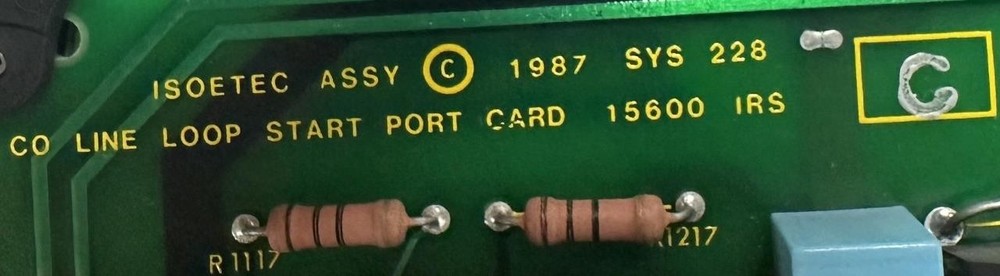 ISOETEC ASSY © 1987 SYS 228
C
CO LINE LOOP START PORT CARD 15600 IRS
R1117
R1217